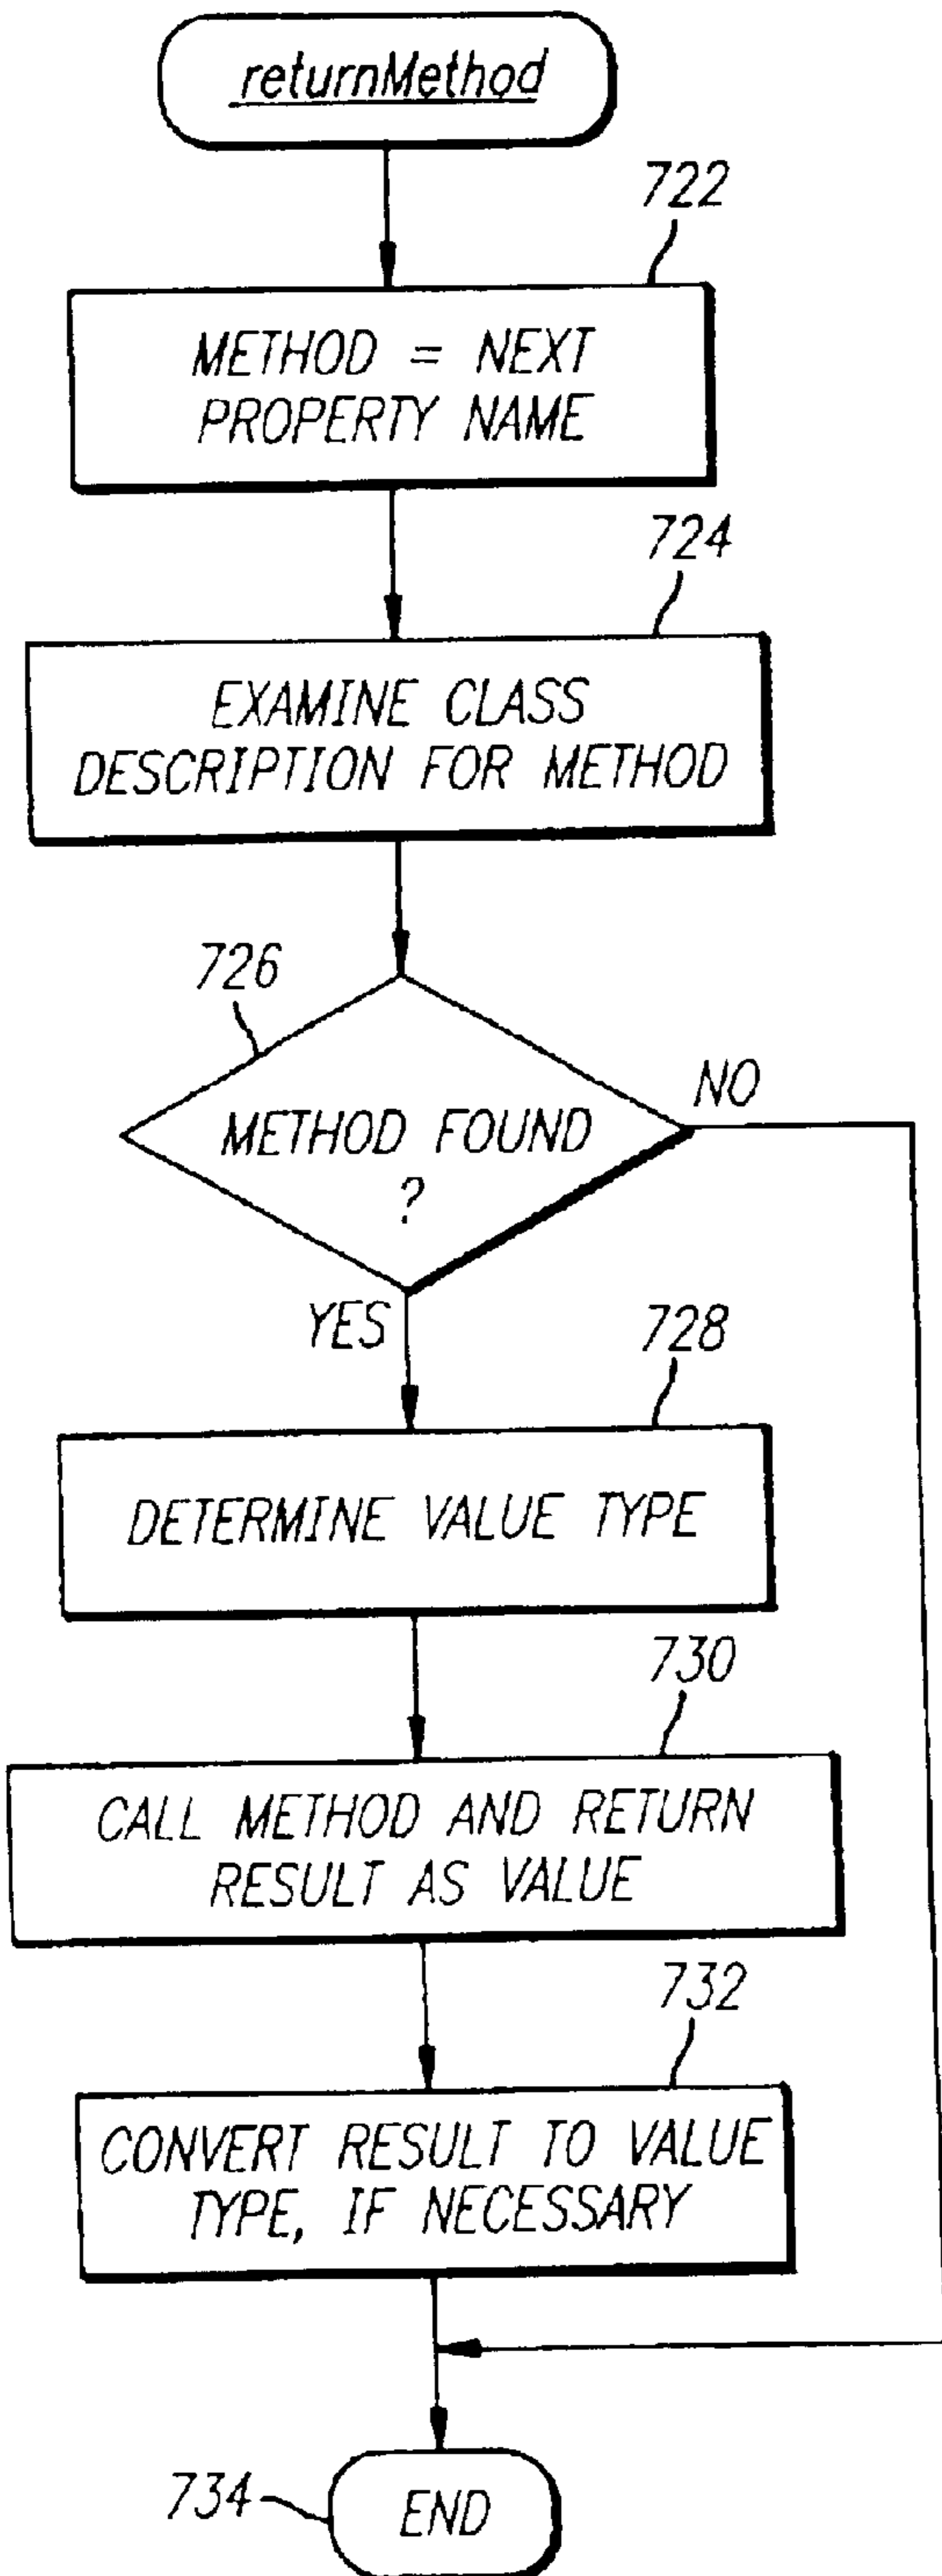 returnMethod
722
METHOD = NEXT
PROPERTY NAME
724
EXAMINE CLASS
DESCRIPTION FOR METHOD
726
METHOD FOUND
?
NO
YES
728
DETERMINE VALUE TYPE
730
CALL METHOD AND RETURN
RESULT AS VALUE
732
CONVERT RESULT TO VALUE
TYPE, IF NECESSARY
734
END